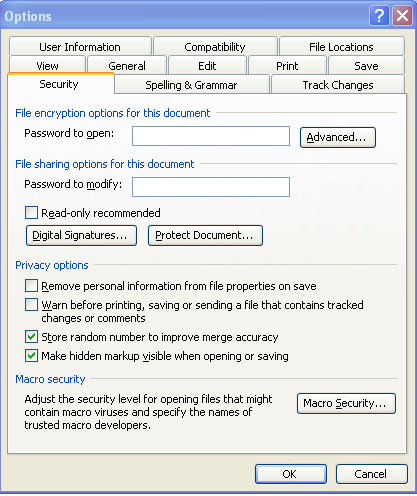 Options
User Information Compatibility File Locations
View General Edit Print Save
Security Spelling & Grammar Track Changes
File encryption options for this document
Password to open: Advanced...
File sharing options for this document
Password to modify:
Read-only recommended
Digital Signatures... Protect Document...
Privacy options
Remove personal information from file properties on save
Warn before printing, saving or sending a file that contains tracked
changes or comments
Store random number to improve merge accuracy
Make hidden markup visible when opening or saving
Macro security
Adjust the security level for opening files that might
contain macro viruses and specify the names of
trusted macro developers.
Macro Security...
OK Cancel